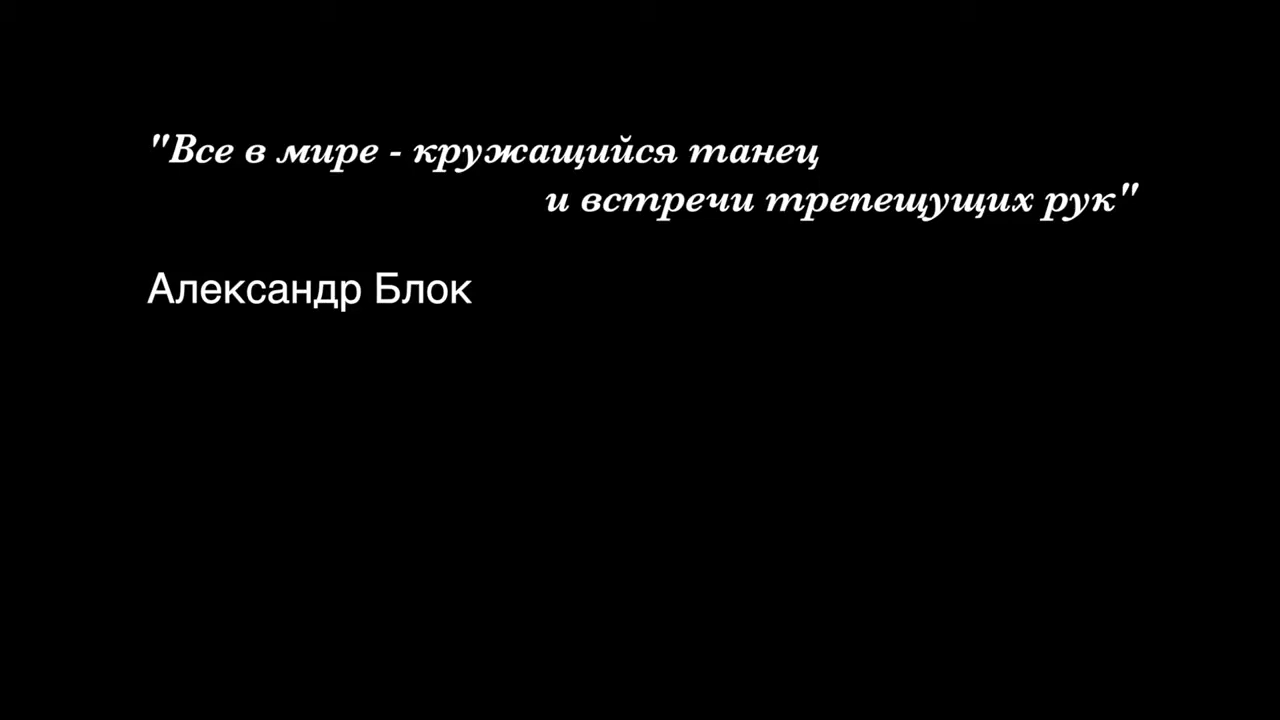 "Все в мире - кружащийся танец
и встречи трепещущих рук"
Александр Блок